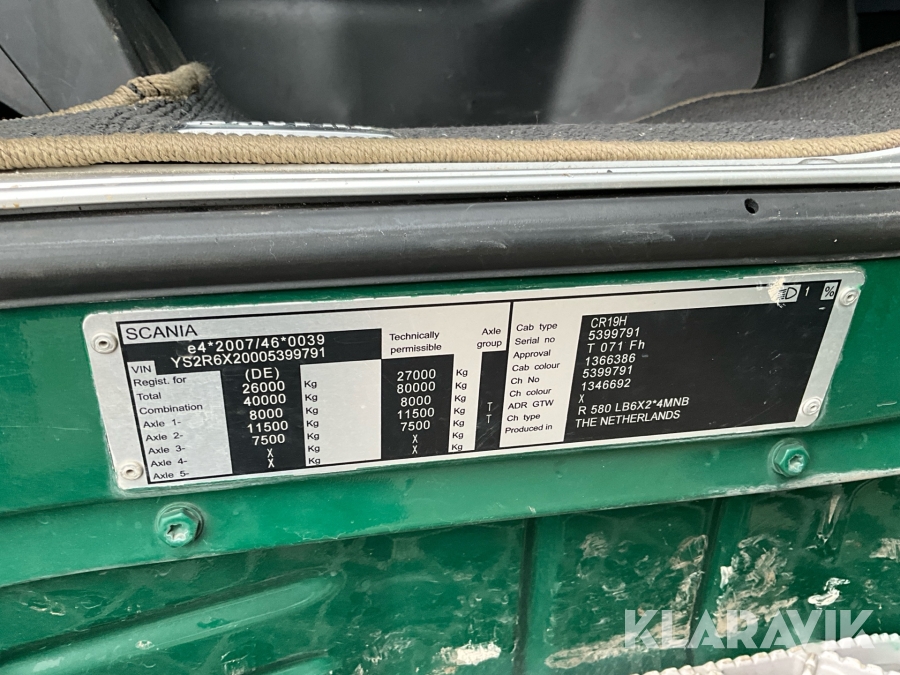 SCANIA
e4*2007/46*0039
VIN YS2R6X20005399791
Technically permissible
Axle group
Regist. for (DE)
Total 26000 Kg 27000 Kg
Combination 40000 Kg 80000 Kg
Axle 1- 8000 Kg 8000 Kg
Axle 2- 11500 Kg 11500 Kg T
Axle 3- 7500 Kg 7500 Kg T
Axle 4- X Kg X Kg
Axle 5- X Kg X Kg
1 %
Cab type CR19H
Serial no 5399791
Approval T 071 Fh
Cab colour 1366386
Ch No 5399791
Ch colour 1346692
ADR GTW X
Ch type R 580 LB6X2*4MNB
Produced in THE NETHERLANDS
KLARAVIK